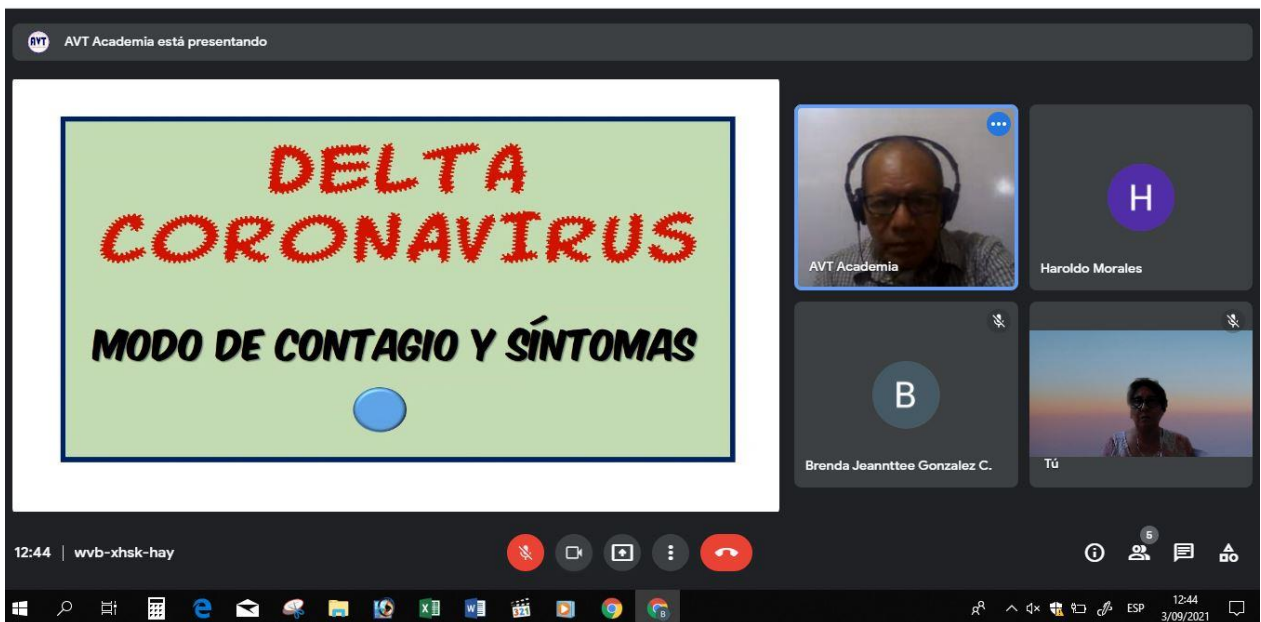 AVT
AVT Academia está presentando
DELTA
CORONAVIRUS
MODO DE CONTAGIO Y SÍNTOMAS
AVT Academia
H
Haroldo Morales
B
Brenda Jeannttee Gonzalez C.
Tú
12:44 | wvb-xhsk-hay
5
321
B
ESP
12:44
3/09/2021